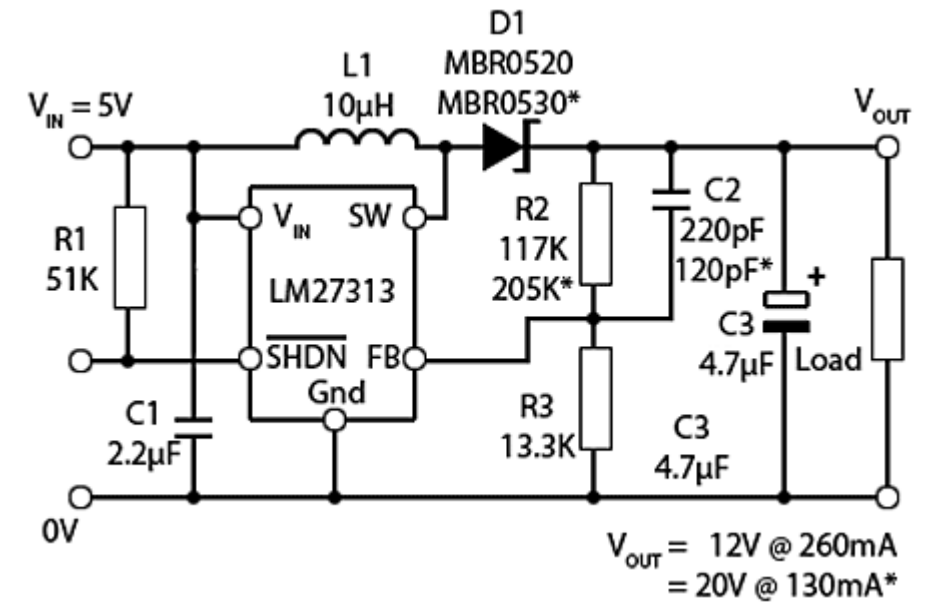 D1
MBR0520
MBR0530*
L1
10µH
V_IN = 5V
V_OUT
R1
51K
V_IN
SW
LM27313
SHDN
FB
Gnd
R2
117K
205K*
C2
220pF
120pF*
+
C3
4.7µF
Load
C1
2.2µF
R3
13.3K
C3
4.7µF
0V
V_OUT = 12V @ 260mA
= 20V @ 130mA*